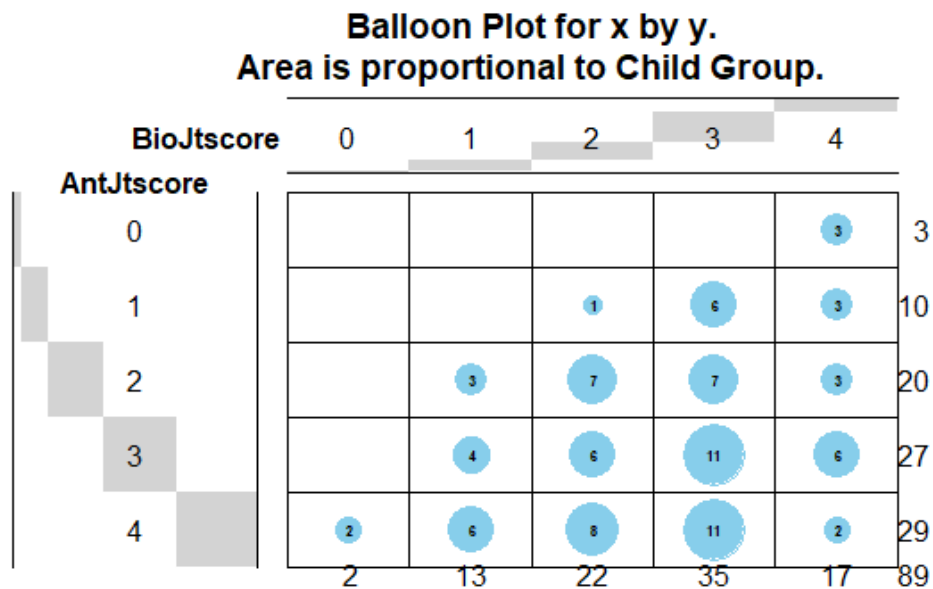 Balloon Plot for x by y.
Area is proportional to Child Group.
BioJtscore 0 1 2 3 4
AntJtscore
0 3 3
1 1 6 3 10
2 3 7 7 3 20
3 4 6 11 6 27
4 2 6 8 11 2 29
2 13 22 35 17 89